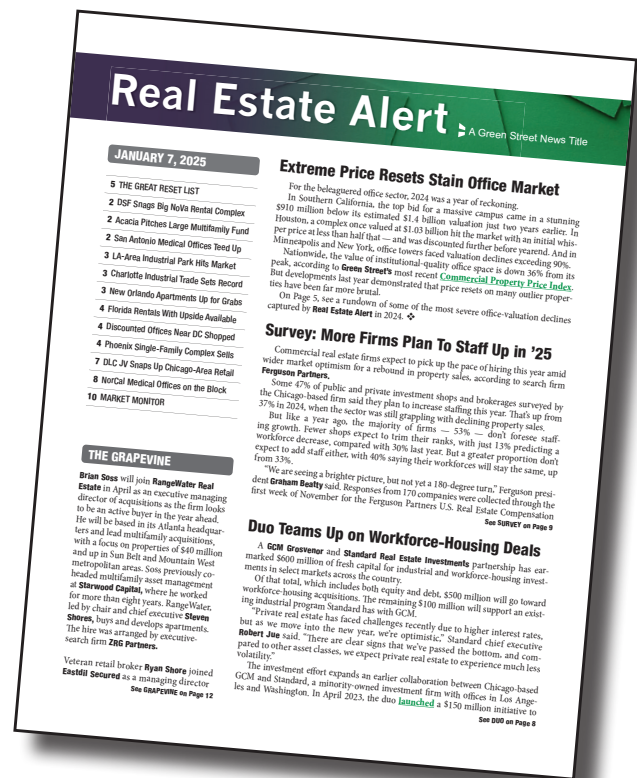 Real Estate Alert
A Green Street News Title
JANUARY 7, 2025
5 THE GREAT RESET LIST
2 DSF Snags Big NoVa Rental Complex
2 Acacia Pitches Large Multifamily Fund
2 San Antonio Medical Offices Teed Up
3 LA-Area Industrial Park Hits Market
3 Charlotte Industrial Trade Sets Record
3 New Orlando Apartments Up for Grabs
4 Florida Rentals With Upside Available
4 Discounted Offices Near DC Shopped
4 Phoenix Single-Family Complex Sells
7 DLC JV Snaps Up Chicago-Area Retail
8 NorCal Medical Offices on the Block
10 MARKET MONITOR
THE GRAPEVINE
Brian Soss will join RangeWater Real
Estate in April as an executive managing
director of acquisitions as the firm looks
to be an active buyer in the year ahead.
He will be based in its Atlanta headquar-
ters and lead multifamily acquisitions,
with a focus on properties of $40 million
and up in Sun Belt and Mountain West
metropolitan areas. Soss previously co-
headed multifamily asset management
at Starwood Capital, where he worked
for more than eight years. RangeWater,
led by chair and chief executive Steven
Shores, buys and develops apartments.
The hire was arranged by executive-
search firm ZRG Partners.
Veteran retail broker Ryan Shore joined
Eastdil Secured as a managing director
See GRAPEVINE on Page 12
Extreme Price Resets Stain Office Market
For the beleaguered office sector, 2024 was a year of reckoning.
In Southern California, the top bid for a massive campus came in a stunning
$910 million below its estimated $1.4 billion valuation just two years earlier. In
Houston, a complex once valued at $1.03 billion hit the market with an initial whis-
per price at less than half that — and was discounted further before yearend. And in
Minneapolis and New York, office towers faced valuation declines exceeding 90%.
Nationwide, the value of institutional-quality office space is down 36% from its
peak, according to Green Street's most recent Commercial Property Price Index.
But developments last year demonstrated that price resets on many outlier proper-
ties have been far more brutal.
On Page 5, see a rundown of some of the most severe office-valuation declines
captured by Real Estate Alert in 2024. ❖
Survey: More Firms Plan To Staff Up in '25
Commercial real estate firms expect to pick up the pace of hiring this year amid
wider market optimism for a rebound in property sales, according to search firm
Ferguson Partners.
Some 47% of public and private investment shops and brokerages surveyed by
the Chicago-based firm said they plan to increase staffing this year. That's up from
37% in 2024, when the sector was still grappling with declining property sales.
But like a year ago, the majority of firms — 53% — don't foresee staff-
ing growth. Fewer shops expect to trim their ranks, with just 13% predicting a
workforce decrease, compared with 30% last year. But a greater proportion don't
expect to add staff either, with 40% saying their workforces will stay the same, up
from 33%.
"We are seeing a brighter picture, but not yet a 180-degree turn," Ferguson presi-
dent Graham Beatty said. Responses from 170 companies were collected through the
first week of November for the Ferguson Partners U.S. Real Estate Compensation
See SURVEY on Page 9
Duo Teams Up on Workforce-Housing Deals
A GCM Grosvenor and Standard Real Estate Investments partnership has ear-
marked $600 million of fresh capital for industrial and workforce-housing invest-
ments in select markets across the country.
Of that total, which includes both equity and debt, $500 million will go toward
workforce-housing acquisitions. The remaining $100 million will support an exist-
ing industrial program Standard has with GCM.
"Private real estate has faced challenges recently due to higher interest rates,
but as we move into the new year, we're optimistic," Standard chief executive
Robert Jue said. "There are clear signs that we've passed the bottom, and com-
pared to other asset classes, we expect private real estate to experience much less
volatility."
The investment effort expands an earlier collaboration between Chicago-based
GCM and Standard, a minority-owned investment firm with offices in Los Ange-
les and Washington. In April 2023, the duo launched a $150 million initiative to
See DUO on Page 8